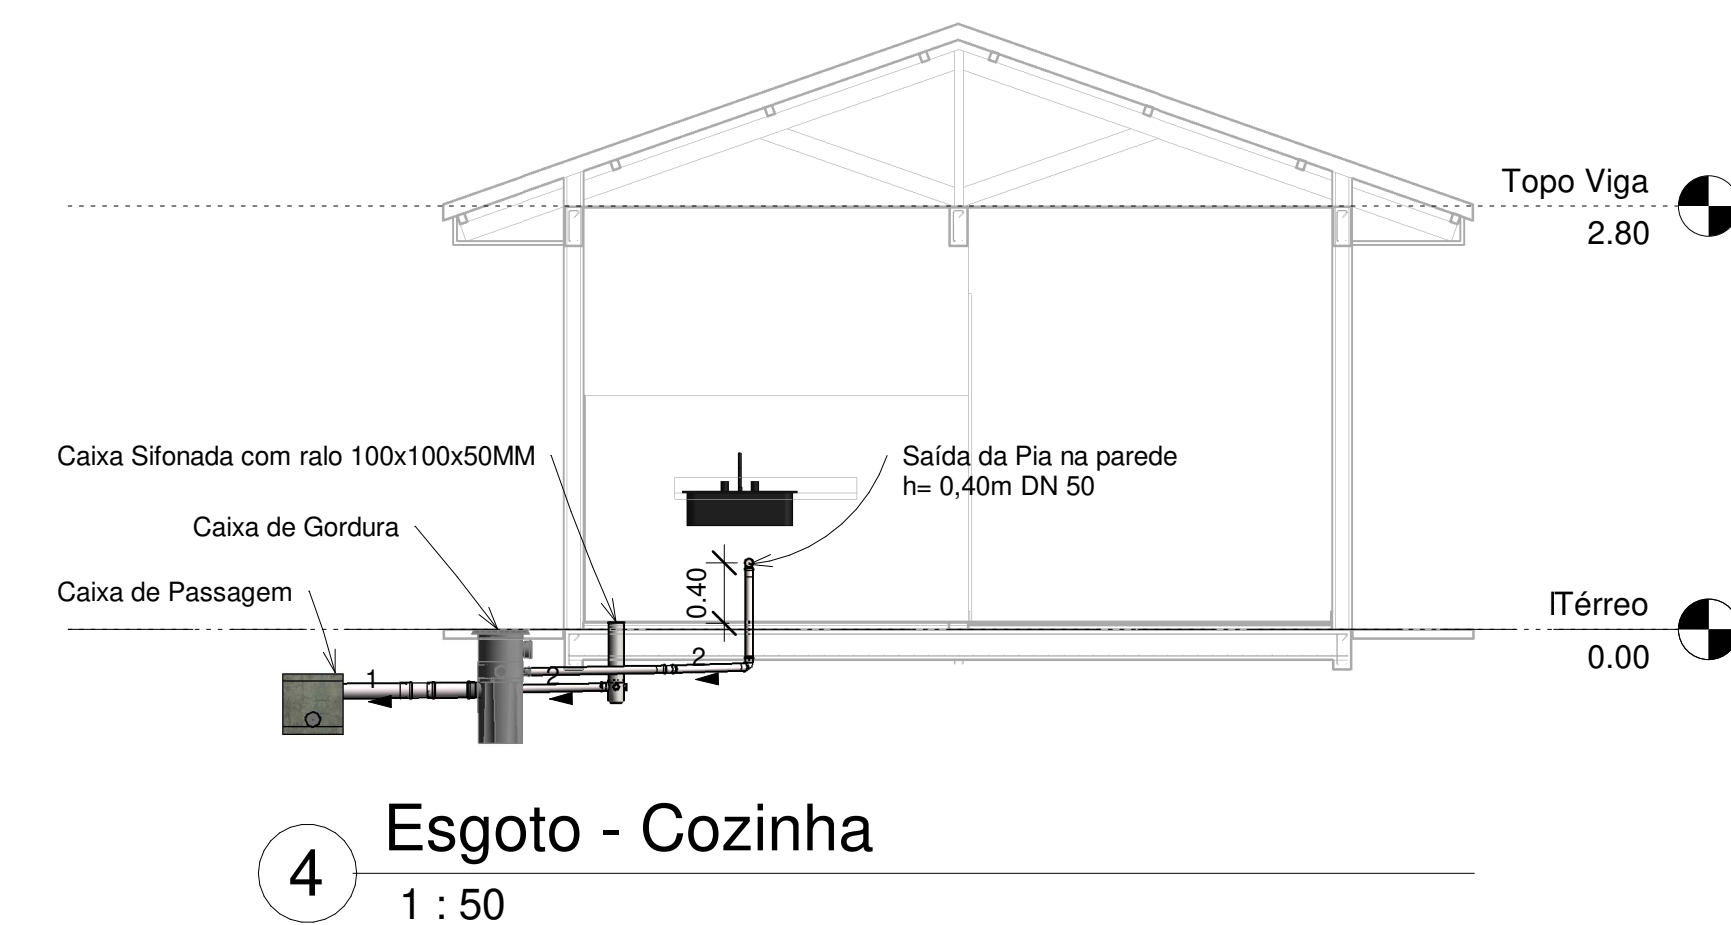 Topo Viga
2.80
Caixa Sifonada com ralo 100x100x50MM
Saída da Pia na parede
h= 0,40m DN 50
Caixa de Gordura
0.40
Caixa de Passagem
Térreo
0.00
2
2
1
4
Esgoto - Cozinha
1 : 50